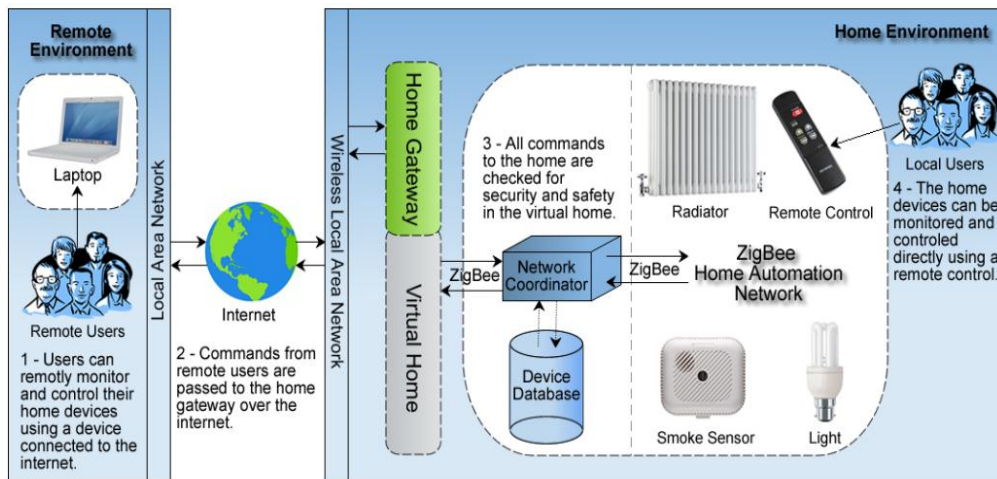 Remote
Environment
Laptop
Remote Users
1 - Users can
remotly monitor
and control their
home devices
using a device
connected to the
internet.
Local Area Network
Internet
2 - Commands from
remote users are
passed to the home
gateway over the
internet.
Wireless Local Area Network
Home Environment
Home Gateway
Virtual Home
3 - All commands
to the home are
checked for
security and safety
in the virtual home.
ZigBee
Network
Coordinator
Device
Database
ZigBee
ZigBee
Home Automation
Network
Radiator
Remote Control
Smoke Sensor
Light
Local Users
4 - The home
devices can be
monitored and
controled
directly using a
remote control.